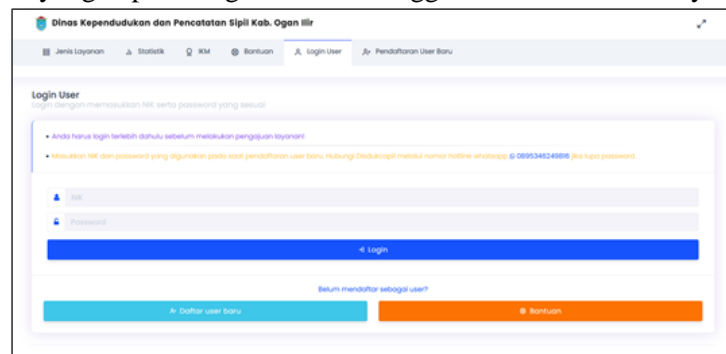 Dinas Kependudukan dan Pencatatan Sipil Kab. Ogan Ilir
Jenis Layanan Statistik IKM Bantuan Login User Pendaftaran User Baru
Login User
Login dengan memasukkan NIK serta password yang sesuai
Anda harus login terlebih dahulu sebelum melakukan pengajuan layanan!
Masukkan NIK dan password yang digunakan pada saat pendaftaran user baru. Hubungi Disdukcapil melalui nomor hotline whatsapp 0895346249816 jika lupa password.
NIK
Password
Login
Belum mendaftar sebagai user?
Daftar user baru Bantuan